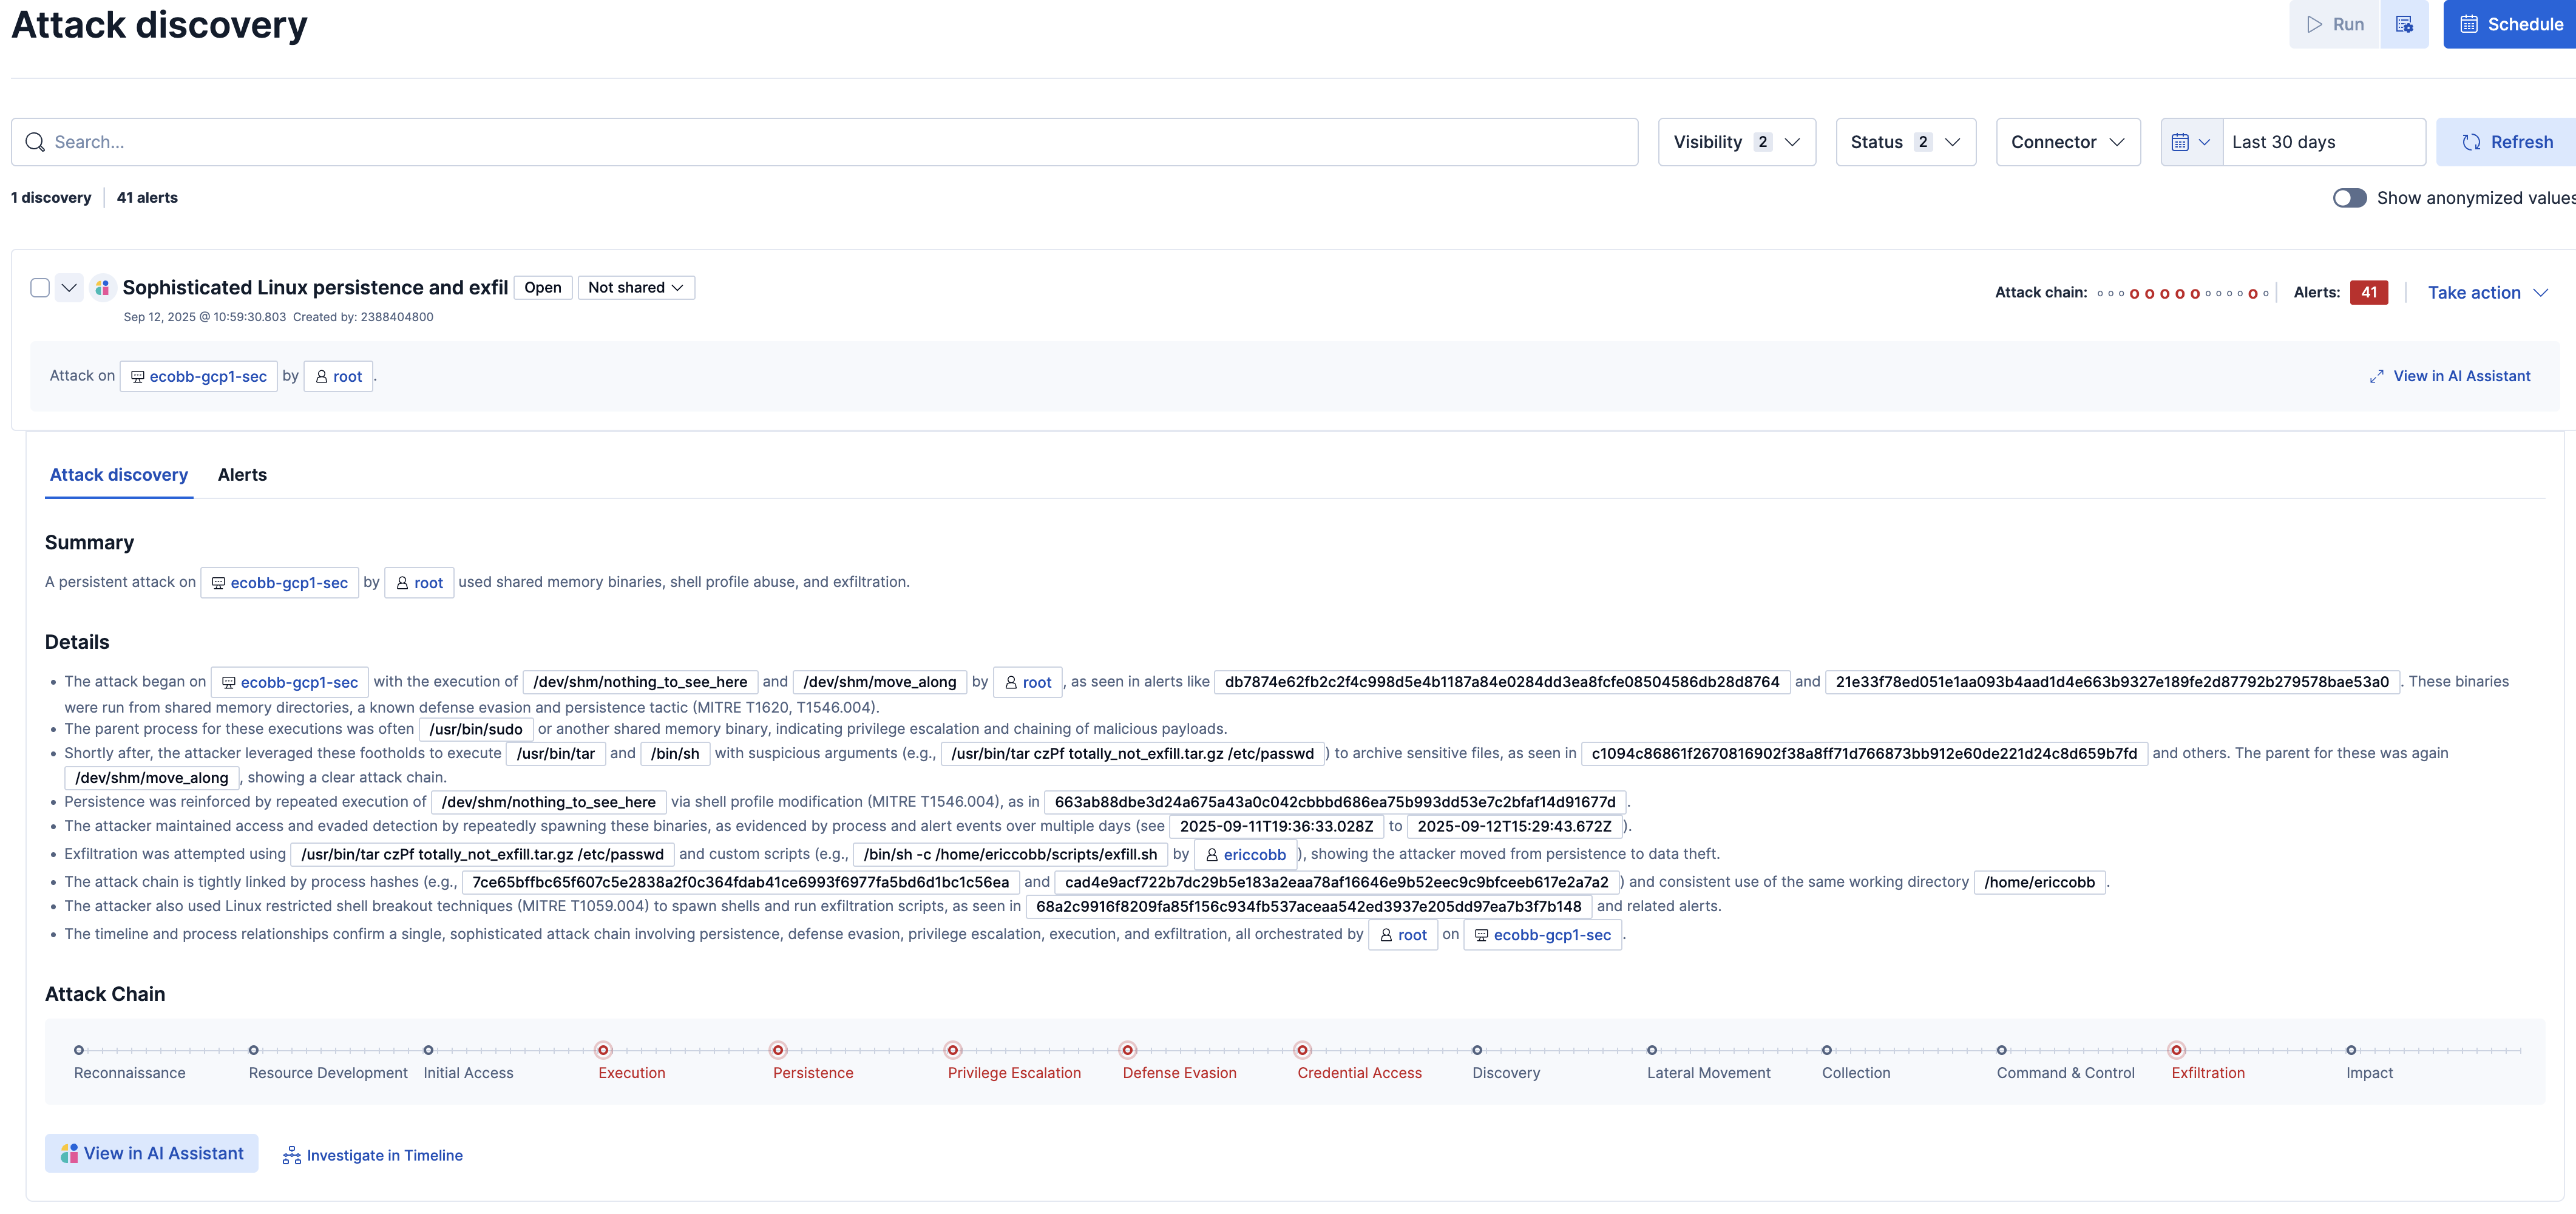 Attack discovery
Run
Schedule
Search...
Visibility 2
Status 2
Connector
Last 30 days
Refresh
1 discovery
41 alerts
Show anonymized values
Sophisticated Linux persistence and exfil Open Not shared
Attack chain:
Alerts: 41
Take action
Sep 12, 2025 @ 10:59:30.803 Created by: 2388404800
Attack on ecobb-gcp1-sec by root .
View in AI Assistant
Attack discovery Alerts
Summary
A persistent attack on ecobb-gcp1-sec by root used shared memory binaries, shell profile abuse, and exfiltration.
Details
• The attack began on ecobb-gcp1-sec with the execution of /dev/shm/nothing_to_see_here and /dev/shm/move_along by root , as seen in alerts like db7874e62fb2c2f4c998d5e4b1187a84e0284dd3ea8fcfe08504586db28d8764 and 21e33f78ed051e1aa093b4aad1d4e663b9327e189fe2d87792b279578bae53a0 . These binaries
were run from shared memory directories, a known defense evasion and persistence tactic (MITRE T1620, T1546.004).
• The parent process for these executions was often /usr/bin/sudo or another shared memory binary, indicating privilege escalation and chaining of malicious payloads.
• Shortly after, the attacker leveraged these footholds to execute /usr/bin/tar and /bin/sh with suspicious arguments (e.g., /usr/bin/tar czPf totally_not_exfill.tar.gz /etc/passwd ) to archive sensitive files, as seen in c1094c86861f2670816902f38a8ff71d766873bb912e60de221d24c8d659b7fd and others. The parent for these was again
/dev/shm/move_along , showing a clear attack chain.
• Persistence was reinforced by repeated execution of /dev/shm/nothing_to_see_here via shell profile modification (MITRE T1546.004), as in 663ab88dbe3d24a675a43a0c042cbbbd686ea75b993dd53e7c2bfaf14d91677d .
• The attacker maintained access and evaded detection by repeatedly spawning these binaries, as evidenced by process and alert events over multiple days (see 2025-09-11T19:36:33.028Z to 2025-09-12T15:29:43.672Z ).
• Exfiltration was attempted using /usr/bin/tar czPf totally_not_exfill.tar.gz /etc/passwd and custom scripts (e.g., /bin/sh -c /home/ericcobb/scripts/exfill.sh by ericcobb ), showing the attacker moved from persistence to data theft.
• The attack chain is tightly linked by process hashes (e.g., 7ce65bffbc65f607c5e2838a2f0c364fdab41ce6993f6977fa5bd6d1bc1c56ea and cad4e9acf722b7dc29b5e183a2eaa78af16646e9b52eec9c9bfceeb617e2a7a2 ) and consistent use of the same working directory /home/ericcobb .
• The attacker also used Linux restricted shell breakout techniques (MITRE T1059.004) to spawn shells and run exfiltration scripts, as seen in 68a2c9916f8209fa85f156c934fb537aceaa542ed3937e205dd97ea7b3f7b148 and related alerts.
• The timeline and process relationships confirm a single, sophisticated attack chain involving persistence, defense evasion, privilege escalation, execution, and exfiltration, all orchestrated by root on ecobb-gcp1-sec .
Attack Chain
Reconnaissance Resource Development Initial Access Execution Persistence Privilege Escalation Defense Evasion Credential Access Discovery Lateral Movement Collection Command & Control Exfiltration Impact
View in AI Assistant
Investigate in Timeline